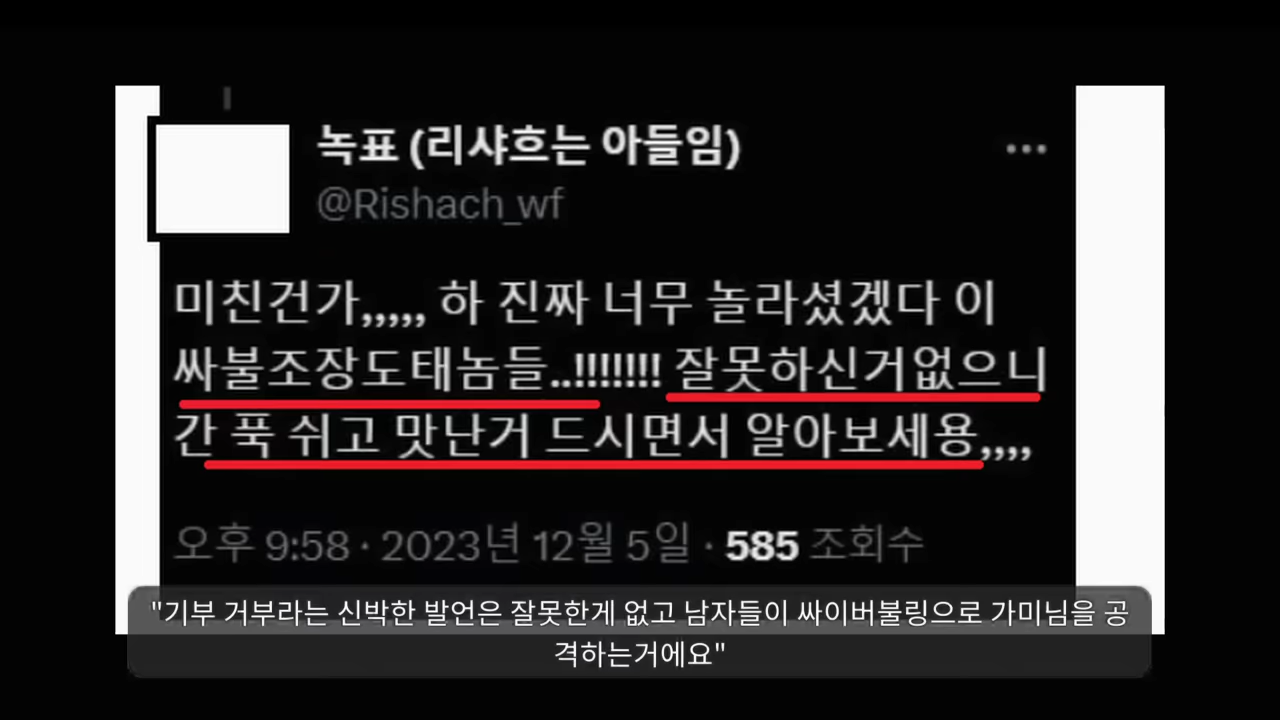 녹표 (리샤흐는 아들임)
@Rishach_wf
미친건가,,,,, 하 진짜 너무 놀라셨겠다 이
싸불조장도태놈들..!!!!!!! 잘못하신거없으니
간 푹 쉬고 맛난거 드시면서 알아보세용,,,,
오후 9:58 · 2023년 12월 5일 · 585 조회수
"기부 거부라는 신박한 발언은 잘못한게 없고 남자들이 싸이버불링으로 가미님을 공
격하는거에요"